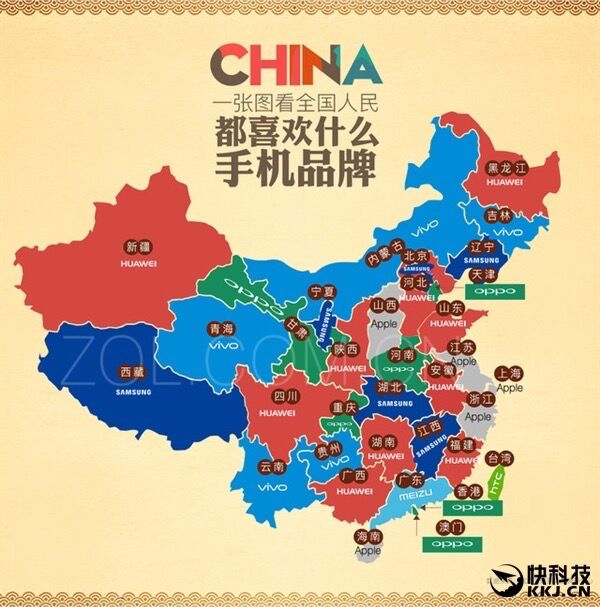 CHINA
一张图看全国人民
都喜欢什么
手机品牌
黑龙江
HUAWEI
吉林
vivo
内蒙古
vivo
辽宁
SAMSUNG
北京
SAMSUNG
天津
OPPO
河北
HUAWEI
新疆
HUAWEI
OPPO
甘肃
宁夏
SAMSUNG
山西
Apple
山东
HUAWEI
青海
vivo
陕西
HUAWEI
河南
OPPO
江苏
Apple
ZOL.COM.CN
西藏
SAMSUNG
安徽
HUAWEI
上海
Apple
四川
HUAWEI
重庆
OPPO
湖北
SAMSUNG
浙江
Apple
贵州
vivo
湖南
HUAWEI
江西
SAMSUNG
福建
HUAWEI
台湾
hTC
云南
vivo
广西
HUAWEI
广东
MEIZU
香港
OPPO
澳门
OPPO
海南
Apple
快科技
KKJ.CN